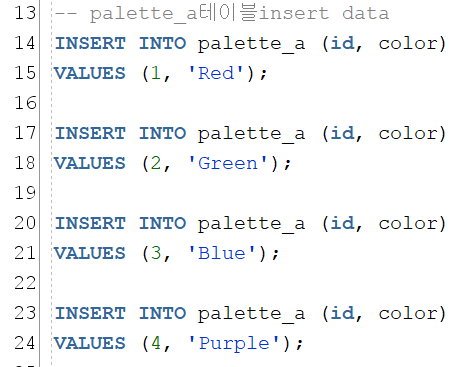 13 -- palette_a테이블insert data
14 INSERT INTO palette_a (id, color)
15 VALUES (1, 'Red');
16
17 INSERT INTO palette_a (id, color)
18 VALUES (2, 'Green');
19
20 INSERT INTO palette_a (id, color)
21 VALUES (3, 'Blue');
22
23 INSERT INTO palette_a (id, color)
24 VALUES (4, 'Purple');